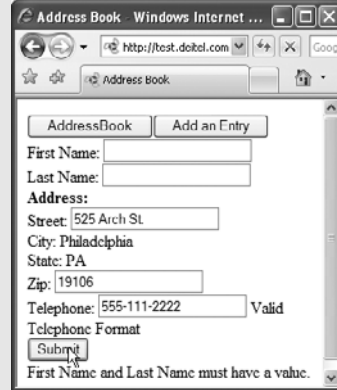 Address Book - Windows Internet ...
http://test.deitel.com
Goog
Address Book
AddressBook Add an Entry
First Name:
Last Name:
Address:
Street: 525 Arch St.
City: Philadelphia
State: PA
Zip: 19106
Telephone: 555-111-2222 Valid
Telephone Format
Submit
First Name and Last Name must have a value.